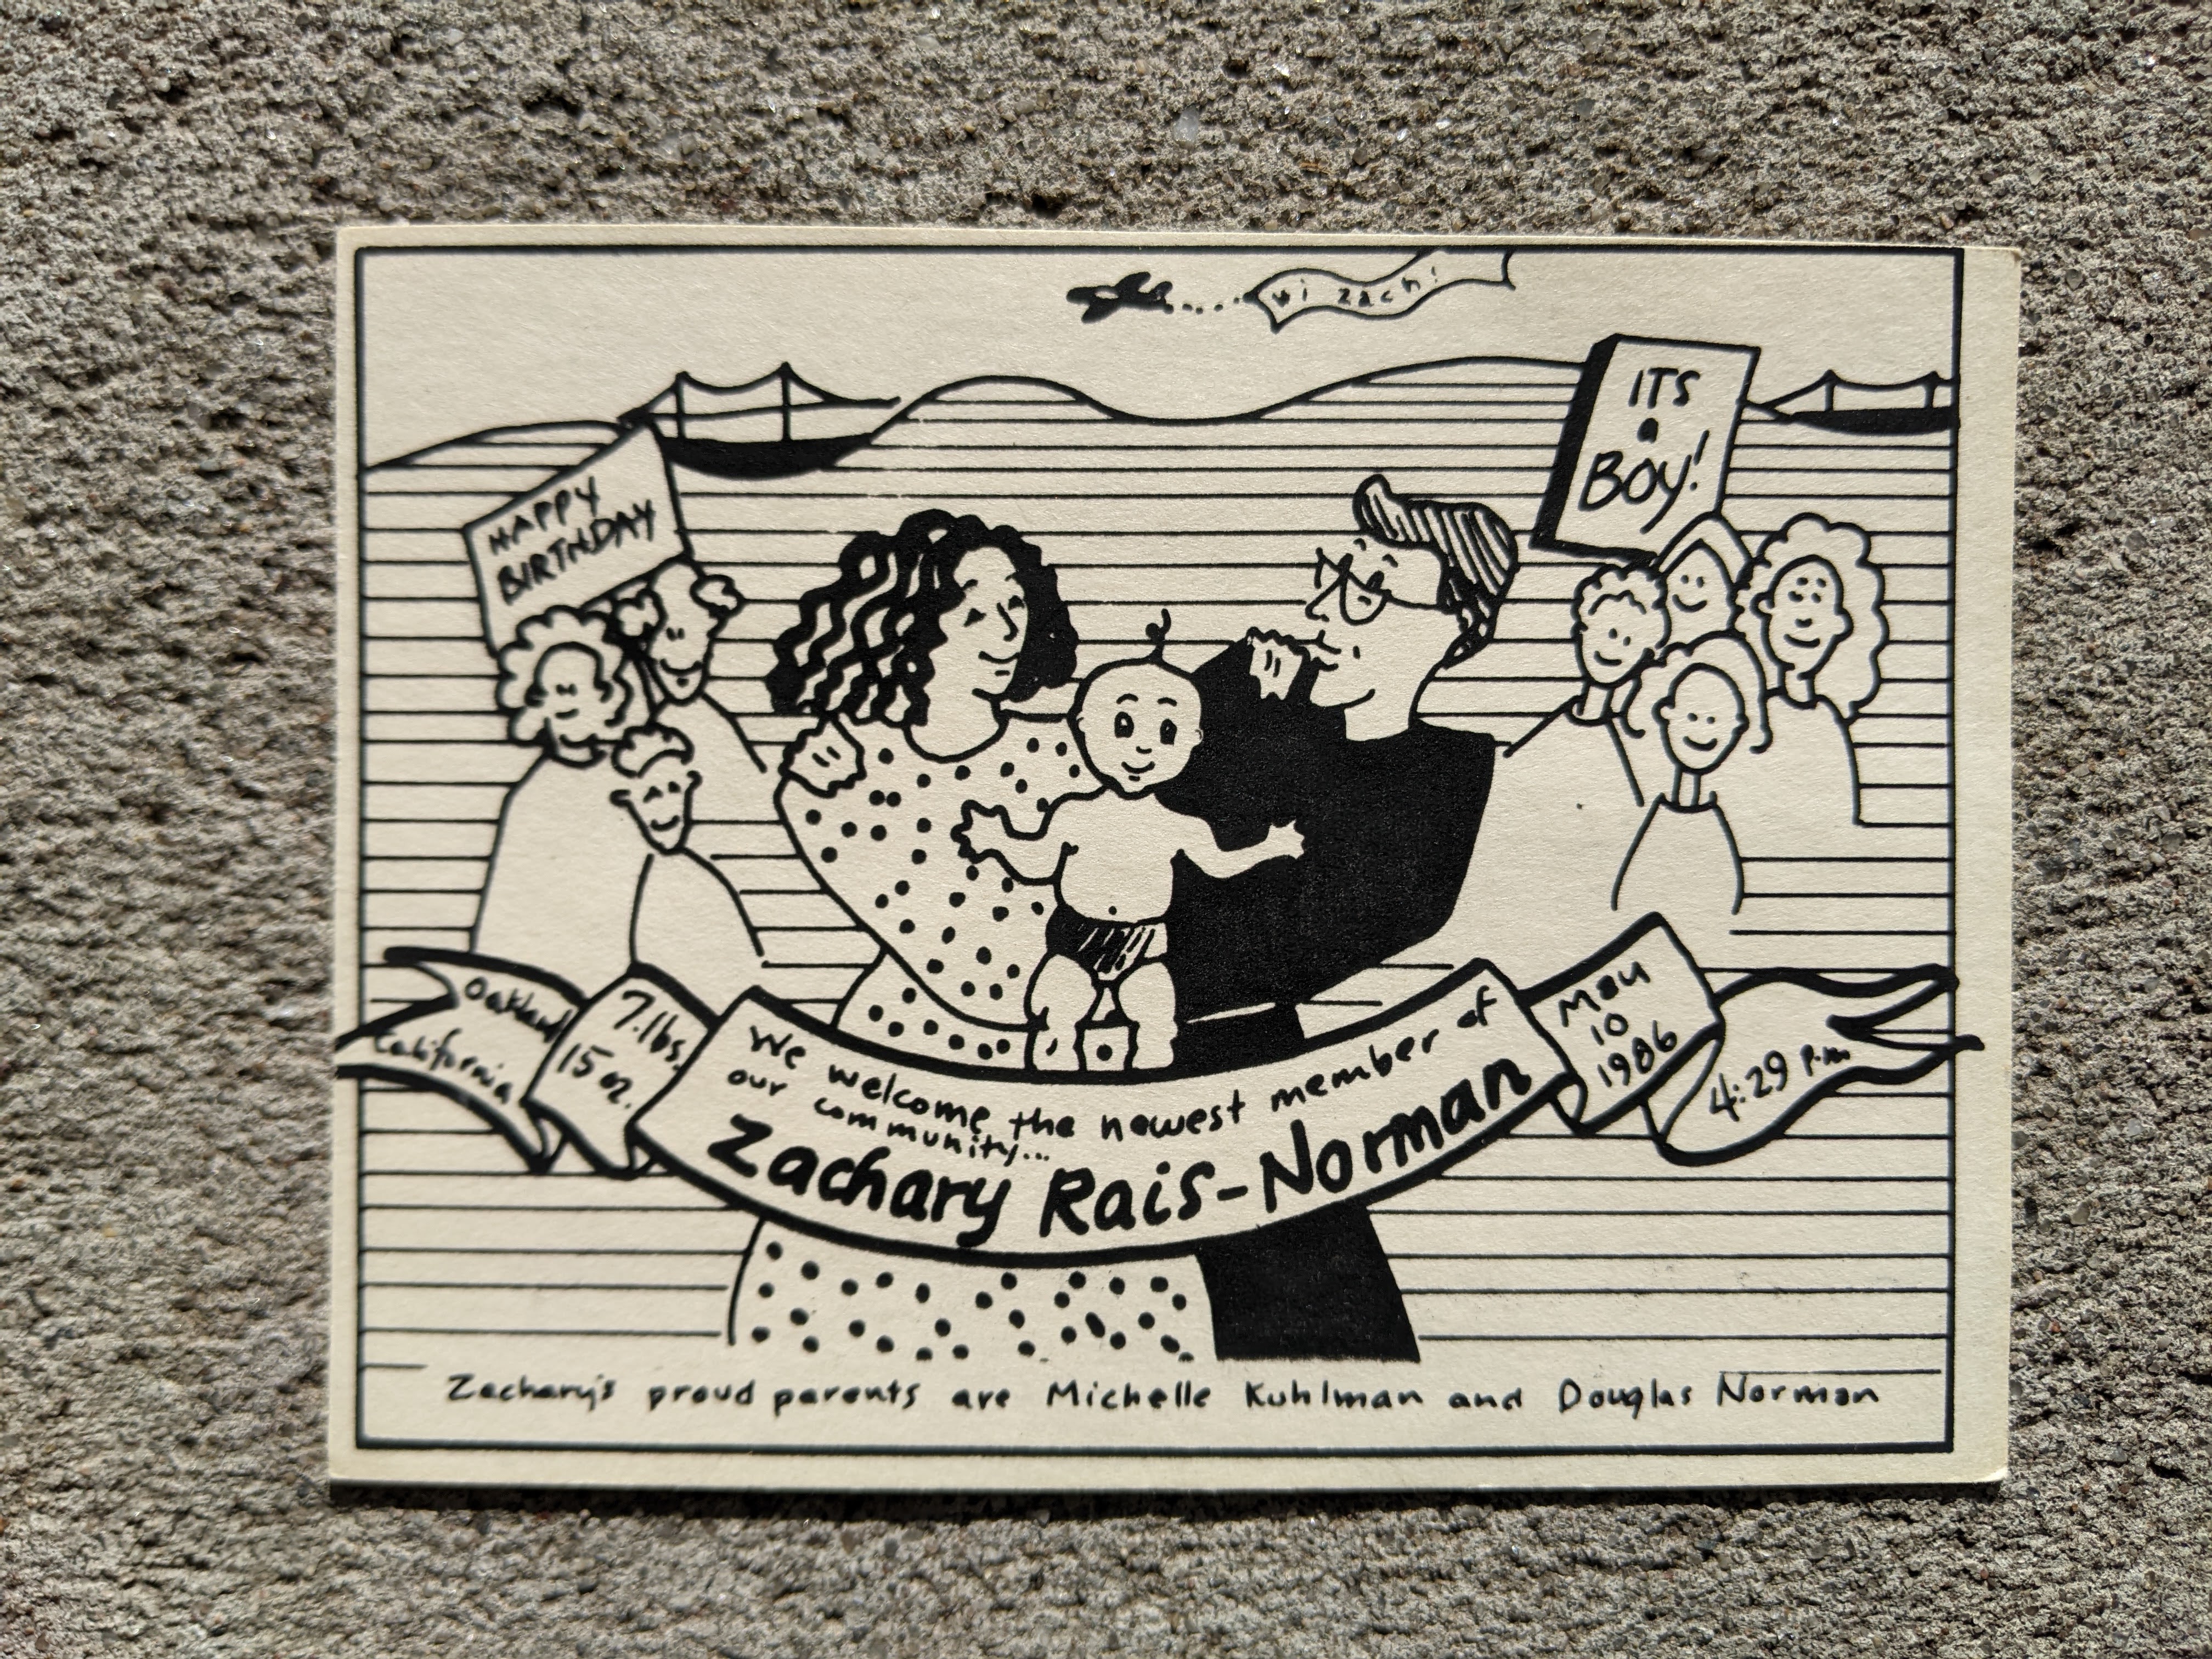 Hi Zach!
ITS
a
BOY!
HAPPY
BIRTHDAY
Oakland
California
7.lbs.
15 oz.
We welcome the newest member of
our community...
Zachary Rais-Norman
May
10
1986
4:29 p.m.
Zachary's proud parents are Michelle Kuhlman and Douglas Norman